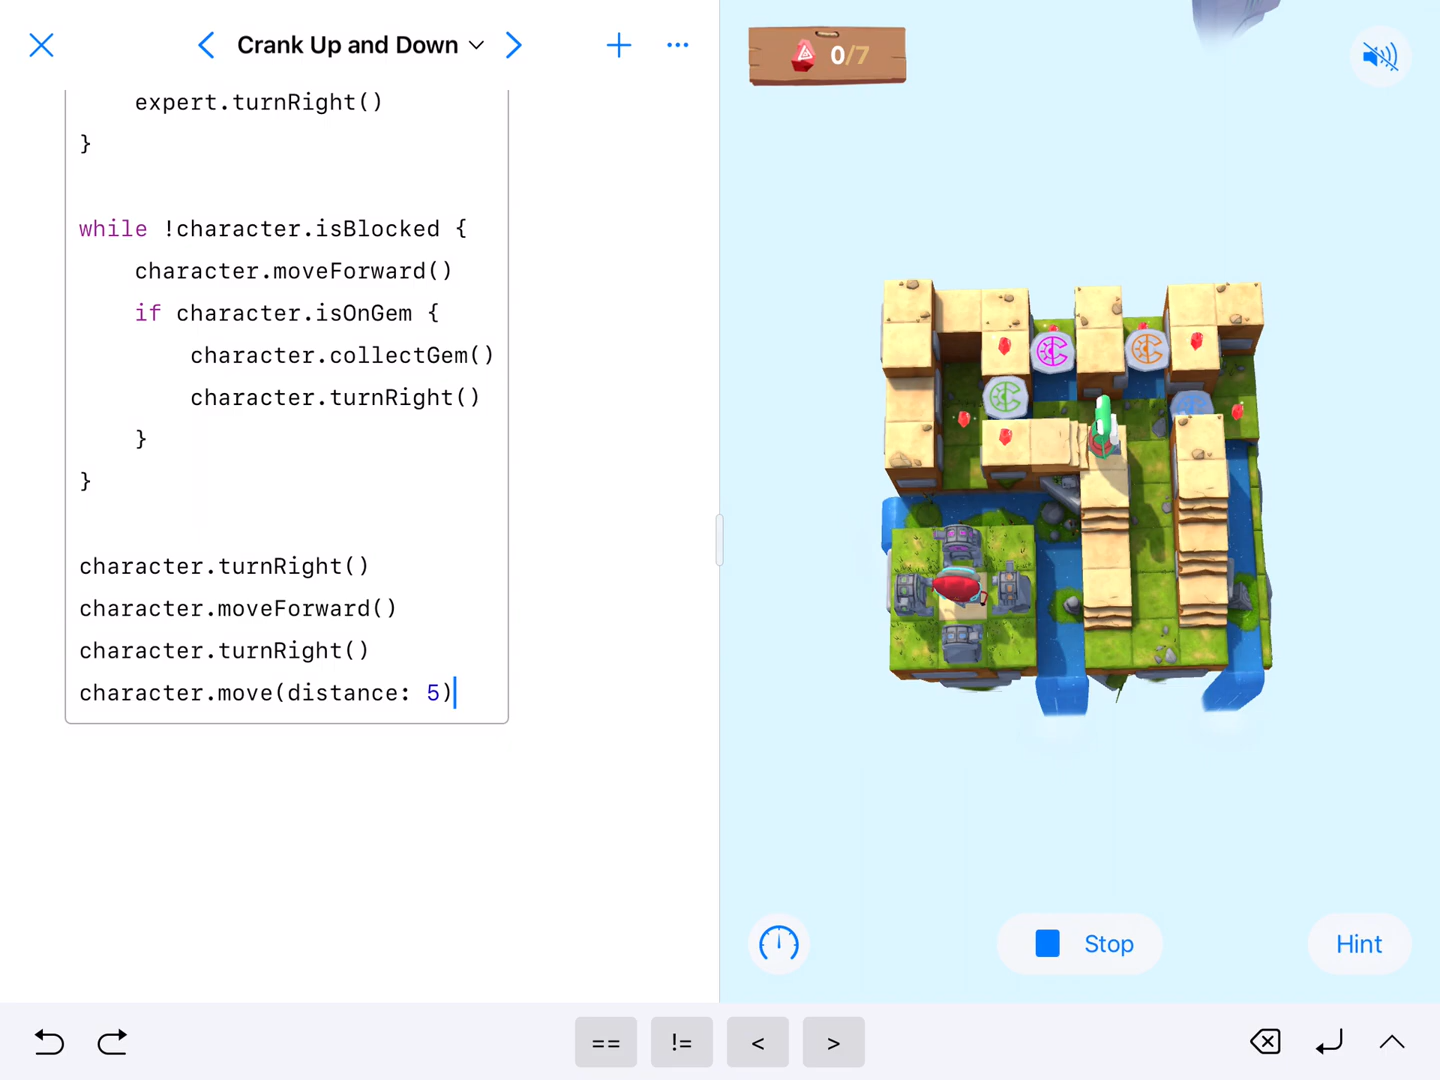 Crank Up and Down
expert.turnRight()
}
while !character.isBlocked {
character.moveForward()
if character.isOnGem {
character.collectGem()
character.turnRight()
}
}
character.turnRight()
character.moveForward()
character.turnRight()
character.move(distance: 5)
0/7
Stop
Hint
==
!=
<
>